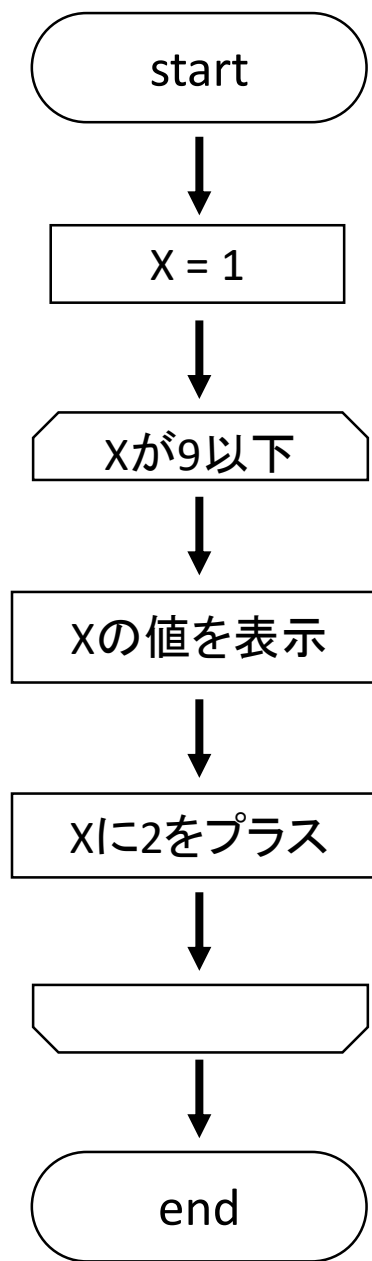 start
X = 1
Xが9以下
Xの値を表示
Xに2をプラス
end